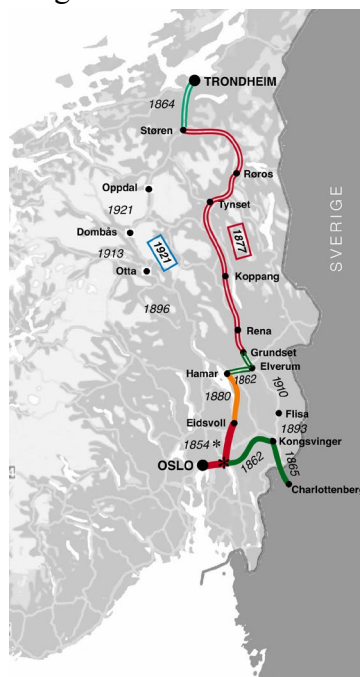 TRONDHEIM
1864
Støren
Røros
Oppdal
Tynset
1921
SVERIGE
Dombås
1877
1913
1921
Otta
Koppang
1896
Rena
Grundset
Elverum
Hamar
1862
1910
1880
Flisa
Eidsvoll
1893
Kongsvinger
1854 *
OSLO
1862
1865
Charlottenberg